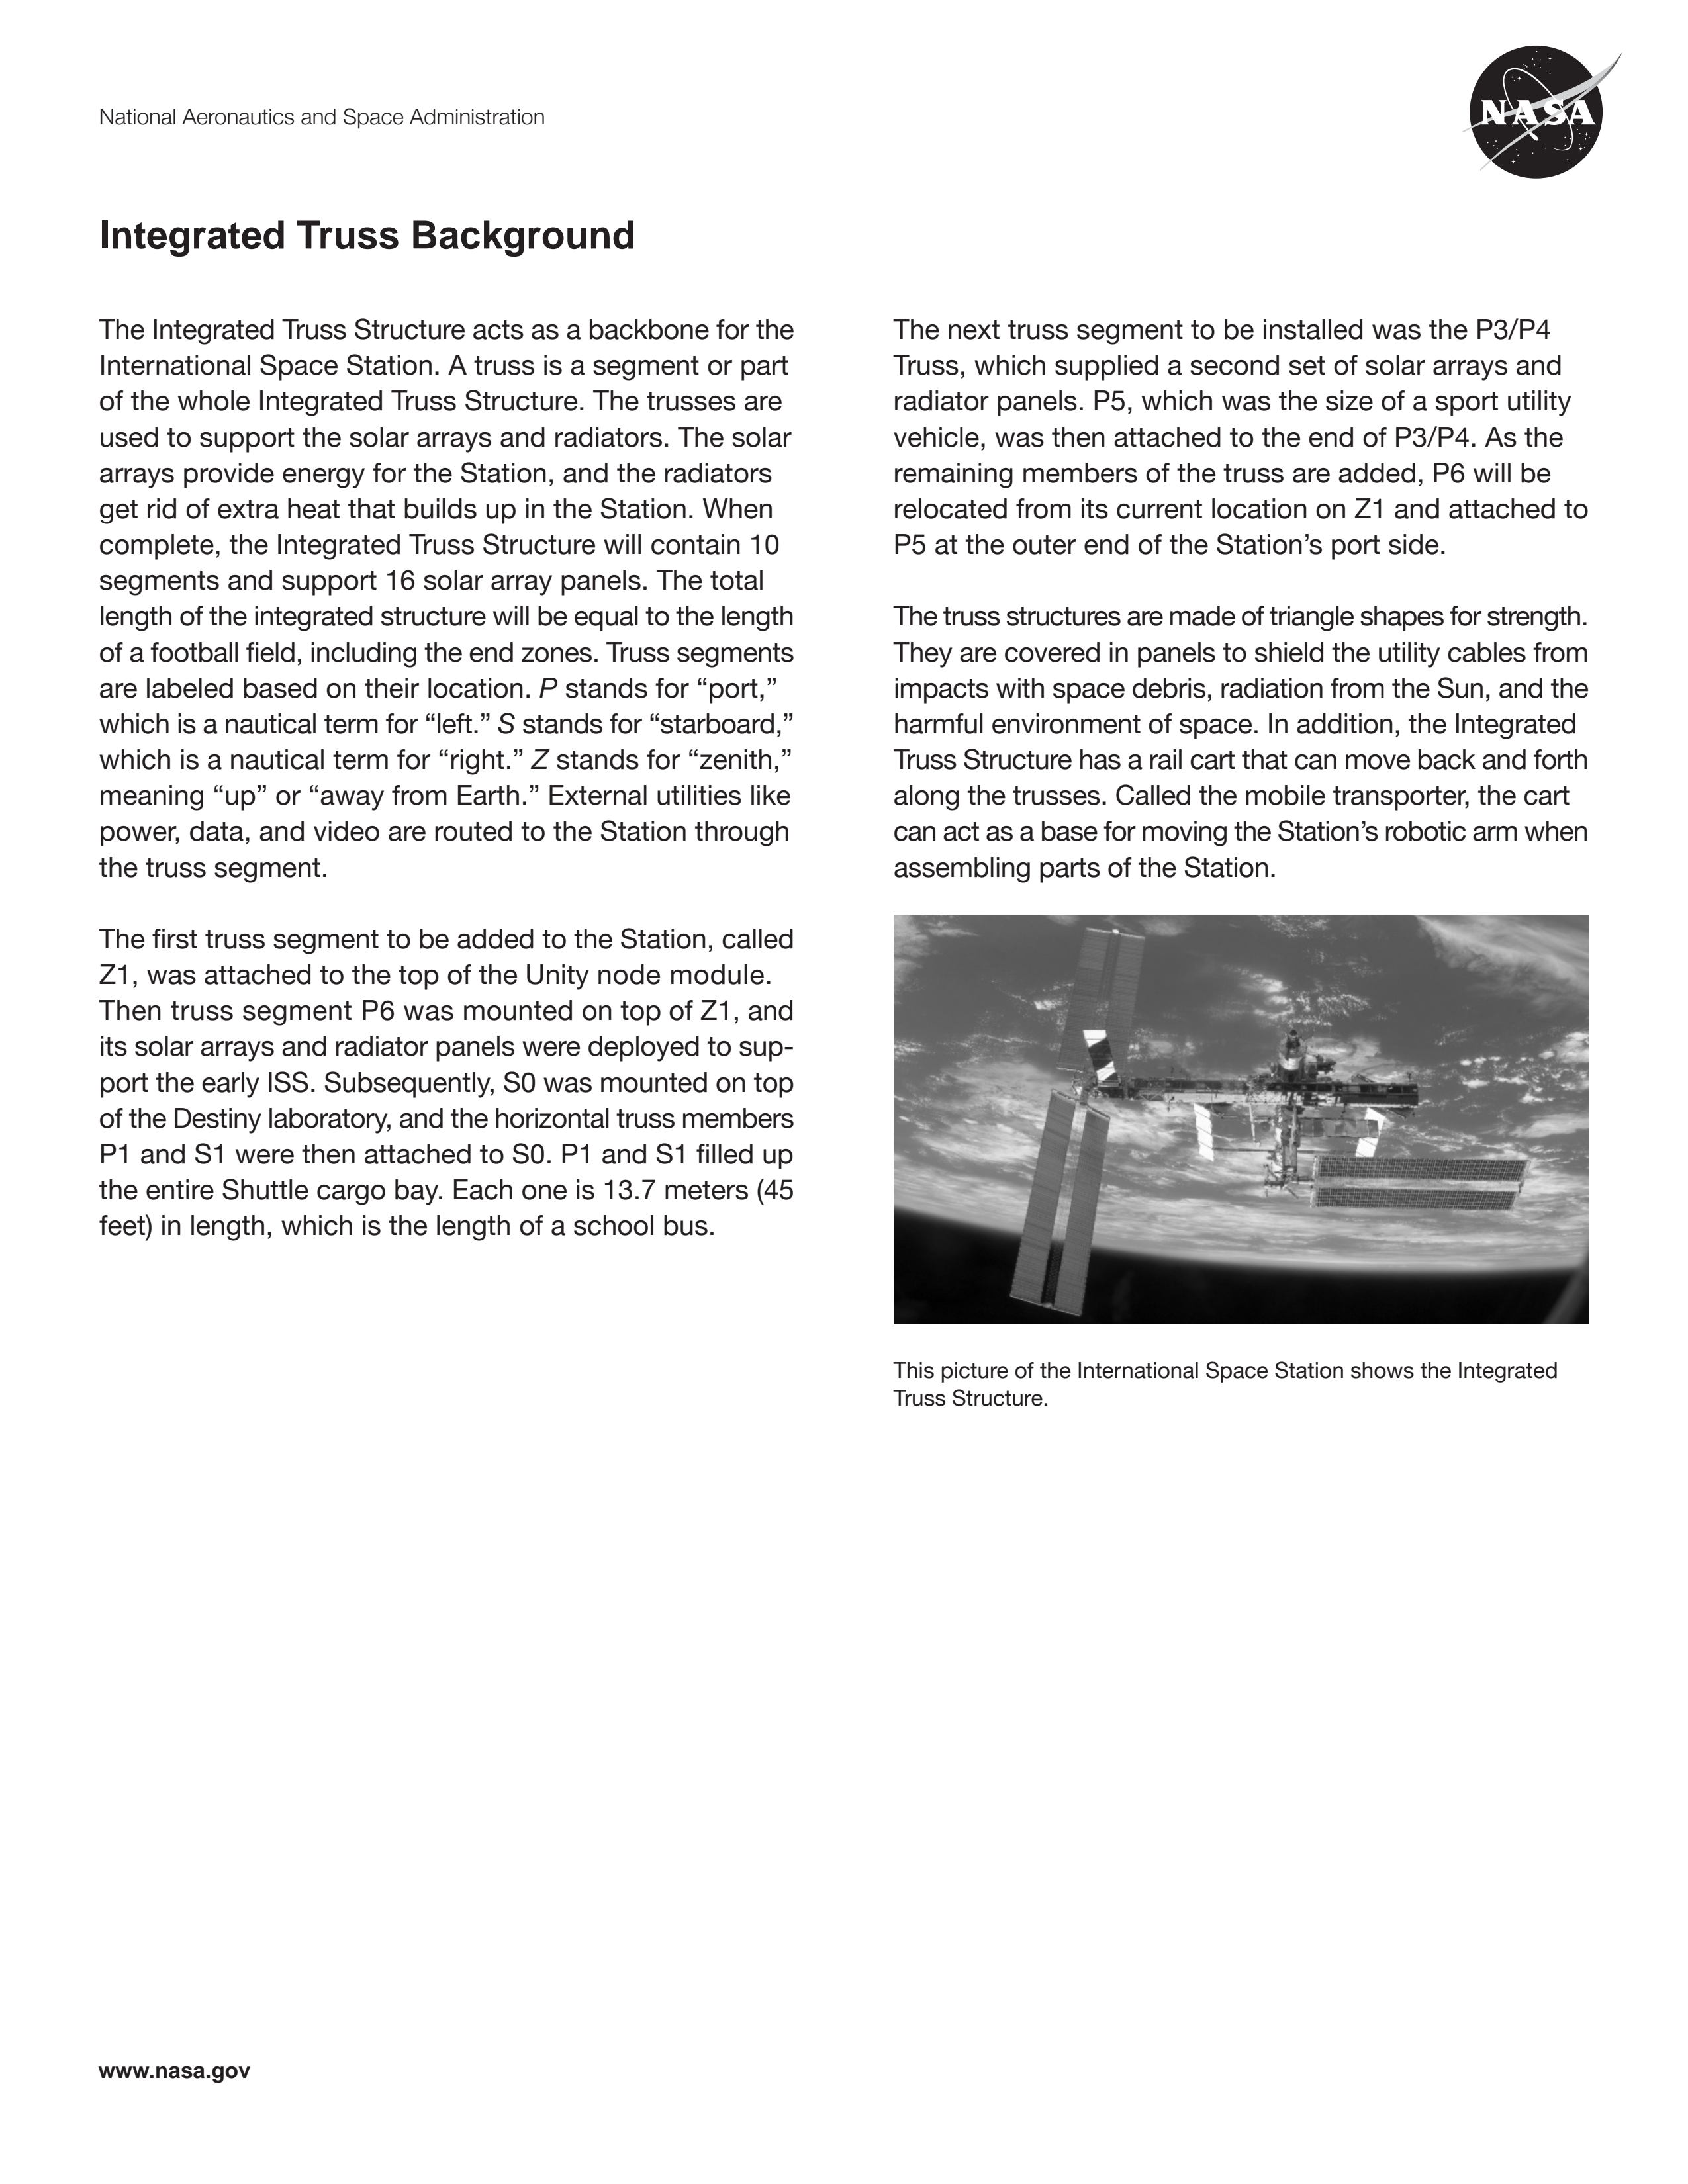 National Aeronautics and Space Administration
NASA
Integrated Truss Background
The Integrated Truss Structure acts as a backbone for the
International Space Station. A truss is a segment or part
of the whole Integrated Truss Structure. The trusses are
used to support the solar arrays and radiators. The solar
arrays provide energy for the Station, and the radiators
get rid of extra heat that builds up in the Station. When
complete, the Integrated Truss Structure will contain 10
segments and support 16 solar array panels. The total
length of the integrated structure will be equal to the length
of a football field, including the end zones. Truss segments
are labeled based on their location. P stands for “port,”
which is a nautical term for “left.” S stands for “starboard,”
which is a nautical term for “right.” Z stands for “zenith,”
meaning “up” or “away from Earth.” External utilities like
power, data, and video are routed to the Station through
the truss segment.
The first truss segment to be added to the Station, called
Z1, was attached to the top of the Unity node module.
Then truss segment P6 was mounted on top of Z1, and
its solar arrays and radiator panels were deployed to sup-
port the early ISS. Subsequently, S0 was mounted on top
of the Destiny laboratory, and the horizontal truss members
P1 and S1 were then attached to S0. P1 and S1 filled up
the entire Shuttle cargo bay. Each one is 13.7 meters (45
feet) in length, which is the length of a school bus.
The next truss segment to be installed was the P3/P4
Truss, which supplied a second set of solar arrays and
radiator panels. P5, which was the size of a sport utility
vehicle, was then attached to the end of P3/P4. As the
remaining members of the truss are added, P6 will be
relocated from its current location on Z1 and attached to
P5 at the outer end of the Station’s port side.
The truss structures are made of triangle shapes for strength.
They are covered in panels to shield the utility cables from
impacts with space debris, radiation from the Sun, and the
harmful environment of space. In addition, the Integrated
Truss Structure has a rail cart that can move back and forth
along the trusses. Called the mobile transporter, the cart
can act as a base for moving the Station’s robotic arm when
assembling parts of the Station.
This picture of the International Space Station shows the Integrated
Truss Structure.
www.nasa.gov